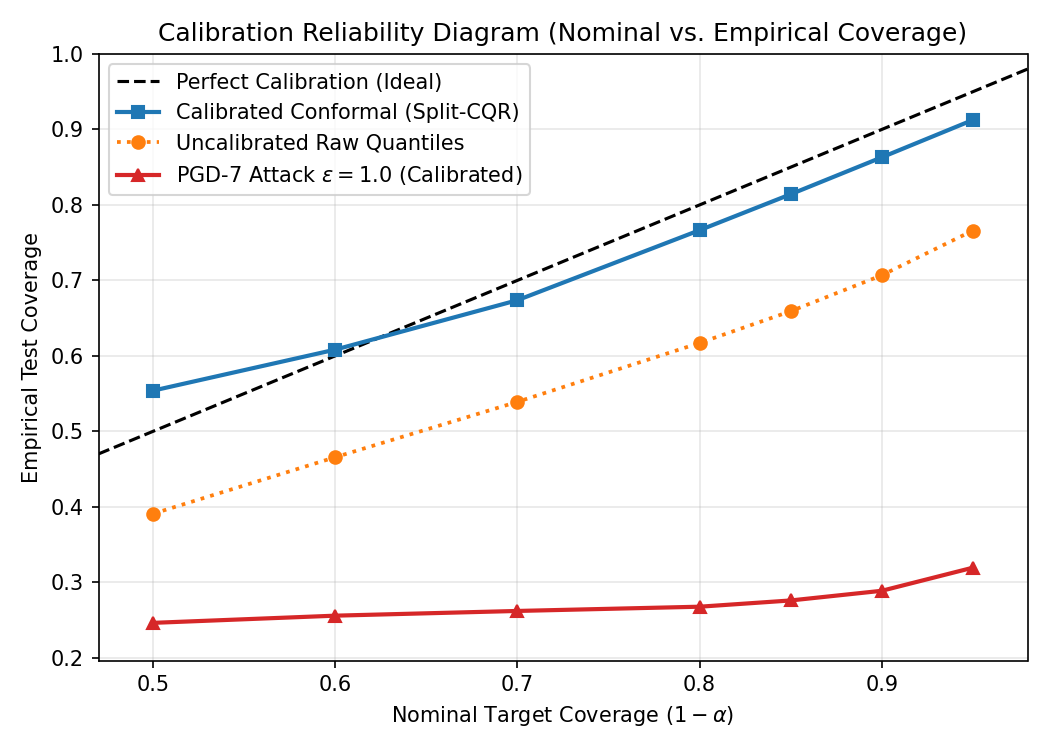 Calibration Reliability Diagram (Nominal vs. Empirical Coverage)
Perfect Calibration (Ideal)
Calibrated Conformal (Split-CQR)
Uncalibrated Raw Quantiles
PGD-7 Attack ε = 1.0 (Calibrated)
Empirical Test Coverage
1.0
0.9
0.8
0.7
0.6
0.5
0.4
0.3
0.2
0.5 0.6 0.7 0.8 0.9
Nominal Target Coverage (1 − α)